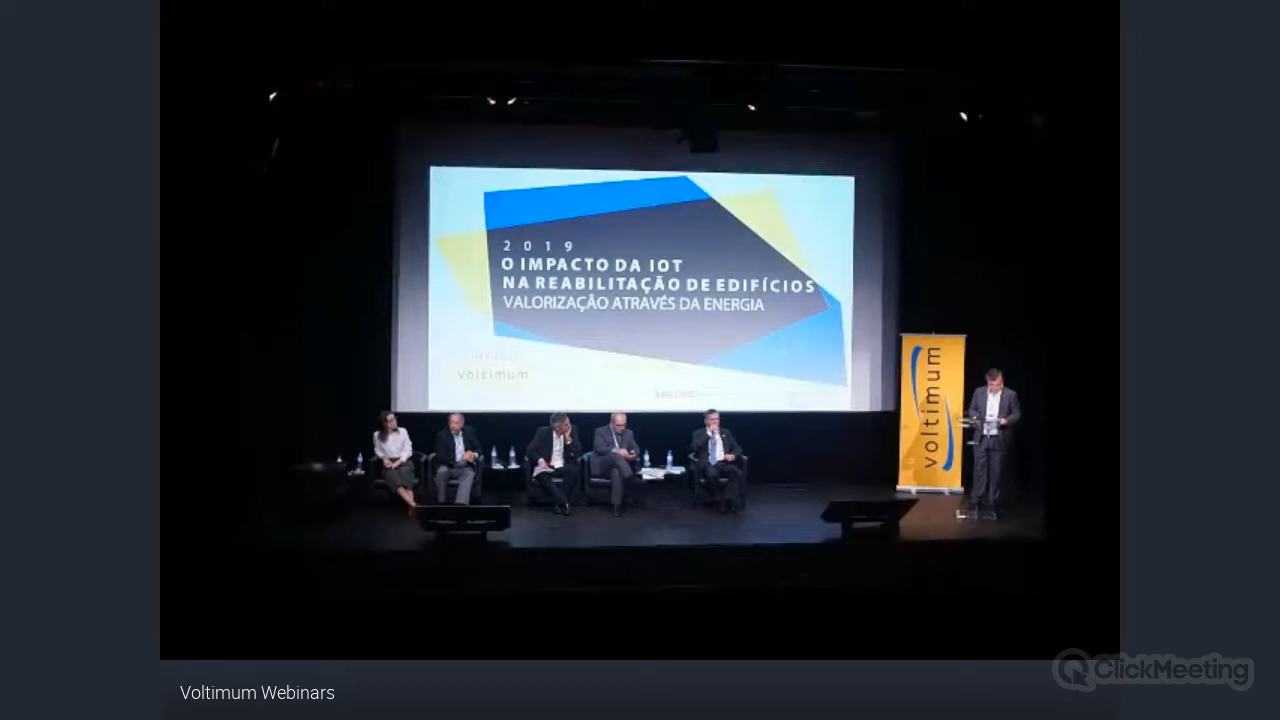 2019
O IMPACTO DA IOT
NA REABILITAÇÃO DE EDIFÍCIOS
VALORIZAÇÃO ATRAVÉS DA ENERGIA
voltimum
voltimum
Voltimum Webinars
ClickMeeting